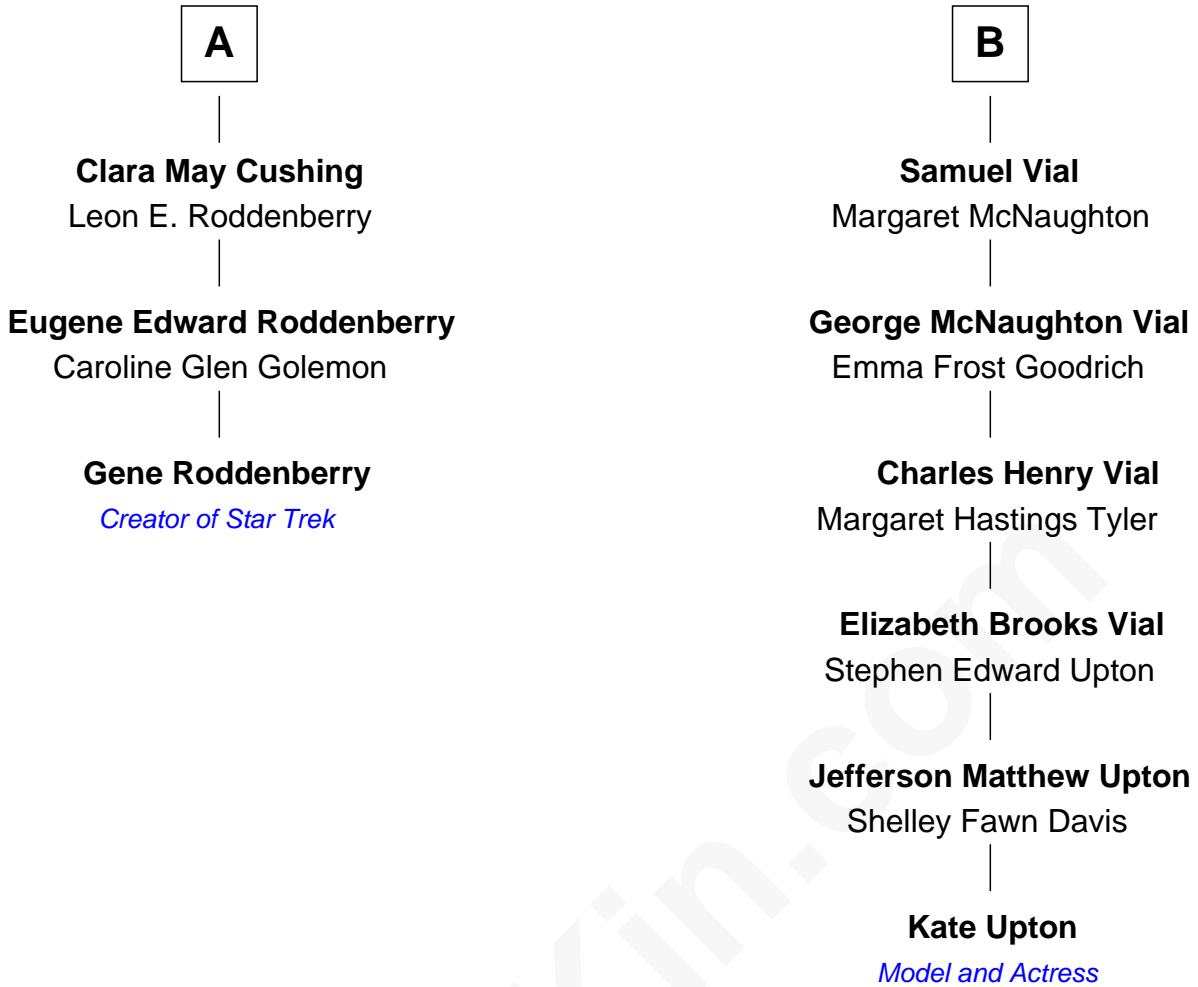 A
Clara May Cushing
Leon E. Roddenberry
Eugene Edward Roddenberry
Caroline Glen Golemon
Gene Roddenberry
Creator of Star Trek
B
Samuel Vial
Margaret McNaughton
George McNaughton Vial
Emma Frost Goodrich
Charles Henry Vial
Margaret Hastings Tyler
Elizabeth Brooks Vial
Stephen Edward Upton
Jefferson Matthew Upton
Shelley Fawn Davis
Kate Upton
Model and Actress
Kin.com